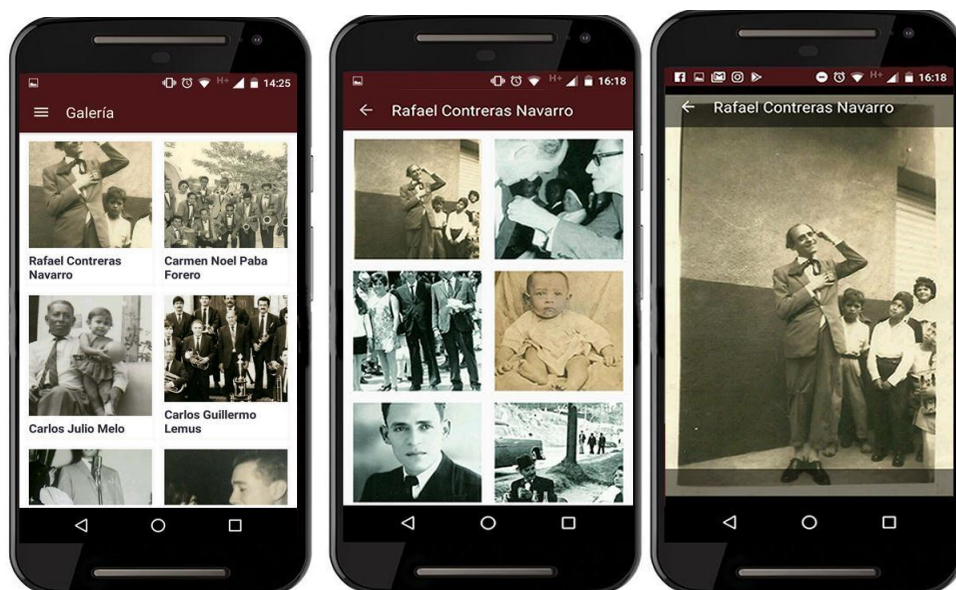 H+ 14:25
Galería
Rafael Contreras
Navarro
Carmen Noel Paba
Forero
Carlos Julio Melo
Carlos Guillermo
Lemus
H+ 16:18
Rafael Contreras Navarro
H+ 16:18
Rafael Contreras Navarro